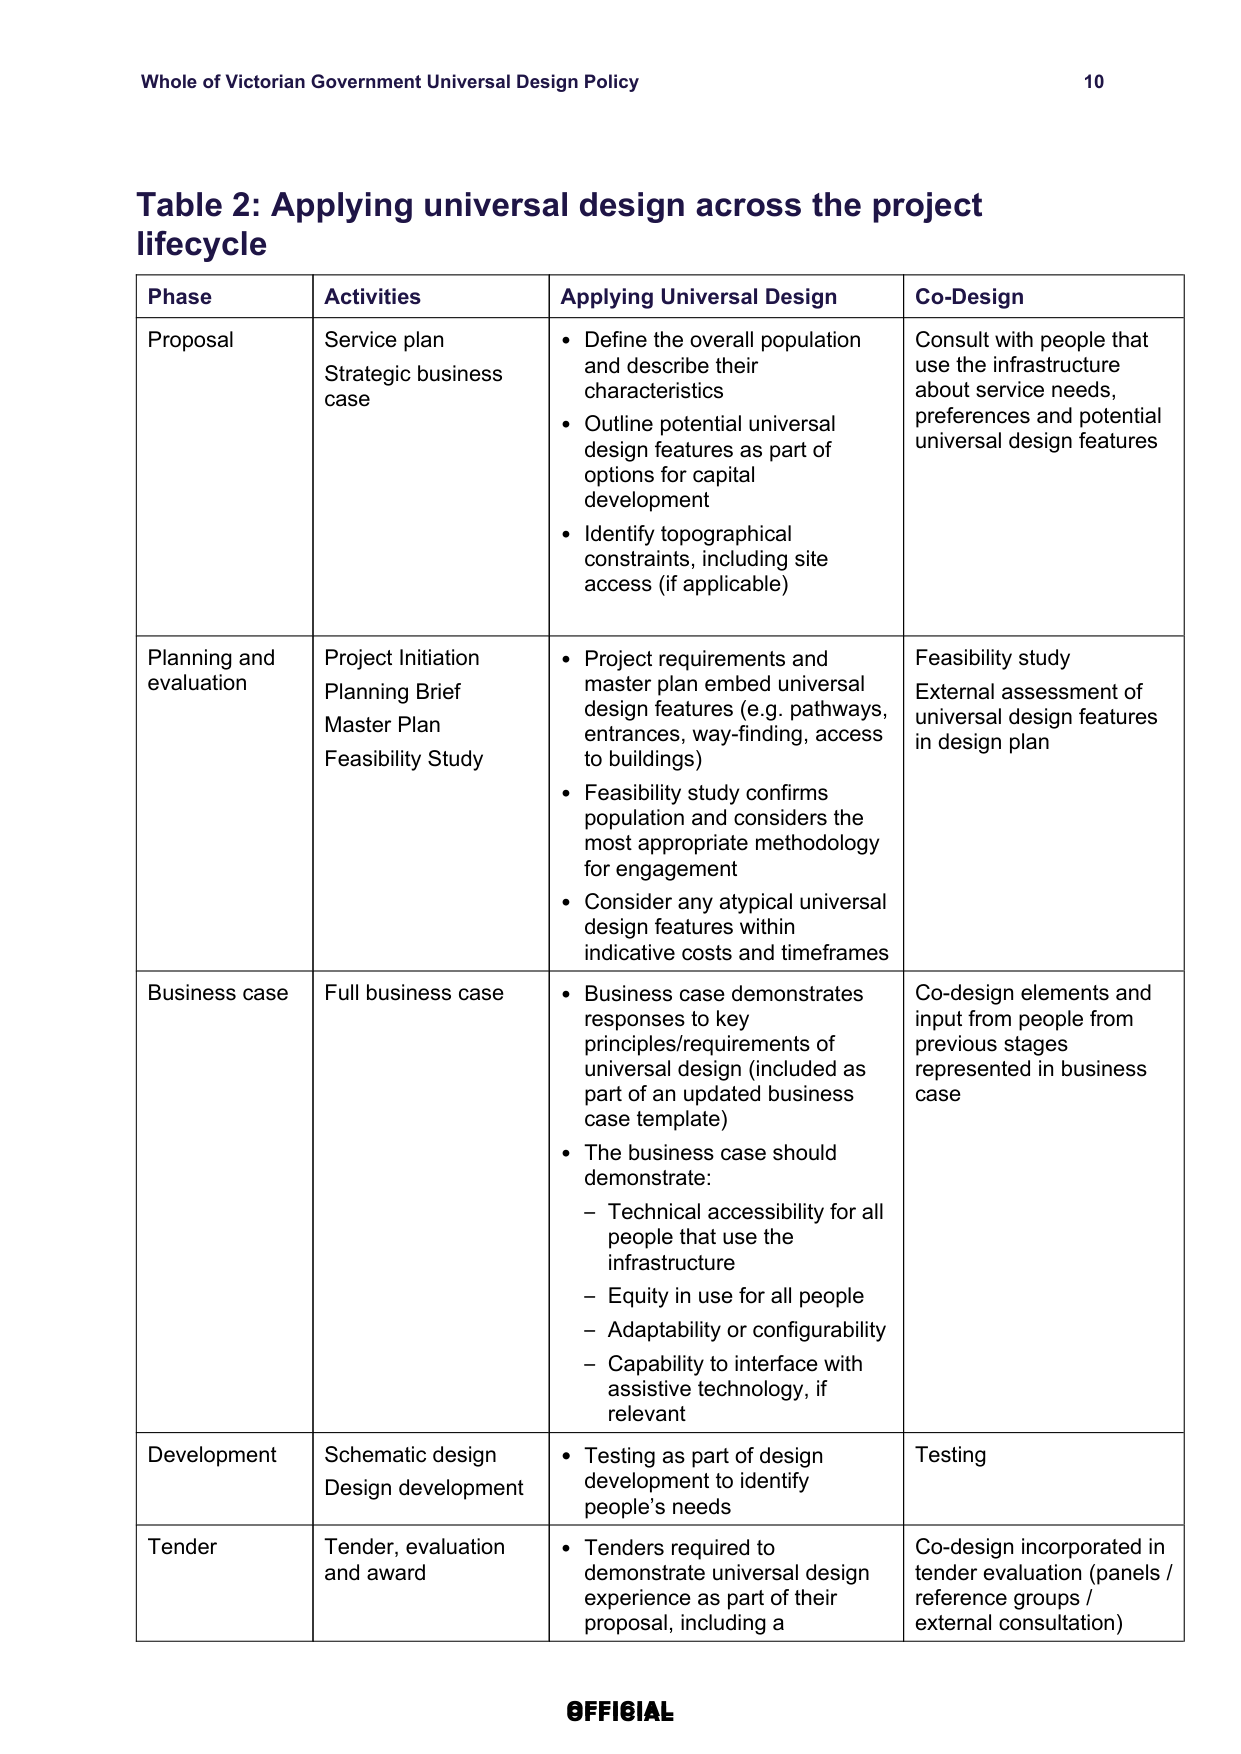 Whole of Victorian Government Universal Design Policy 10
Table 2: Applying universal design across the project
lifecycle
Phase
Activities
Applying Universal Design
Co-Design
Proposal
Service plan
Strategic business
case
• Define the overall population
and describe their
characteristics
• Outline potential universal
design features as part of
options for capital
development
• Identify topographical
constraints, including site
access (if applicable)
Consult with people that
use the infrastructure
about service needs,
preferences and potential
universal design features
Planning and
evaluation
Project Initiation
Planning Brief
Master Plan
Feasibility Study
• Project requirements and
master plan embed universal
design features (e.g. pathways,
entrances, way-finding, access
to buildings)
• Feasibility study confirms
population and considers the
most appropriate methodology
for engagement
• Consider any atypical universal
design features within
indicative costs and timeframes
Feasibility study
External assessment of
universal design features
in design plan
Business case
Full business case
• Business case demonstrates
responses to key
principles/requirements of
universal design (included as
part of an updated business
case template)
• The business case should
demonstrate:
– Technical accessibility for all
people that use the
infrastructure
– Equity in use for all people
– Adaptability or configurability
– Capability to interface with
assistive technology, if
relevant
Co-design elements and
input from people from
previous stages
represented in business
case
Development
Schematic design
Design development
• Testing as part of design
development to identify
people’s needs
Testing
Tender
Tender, evaluation
and award
• Tenders required to
demonstrate universal design
experience as part of their
proposal, including a
Co-design incorporated in
tender evaluation (panels /
reference groups /
external consultation)
OFFICIAL
OFFICIAL